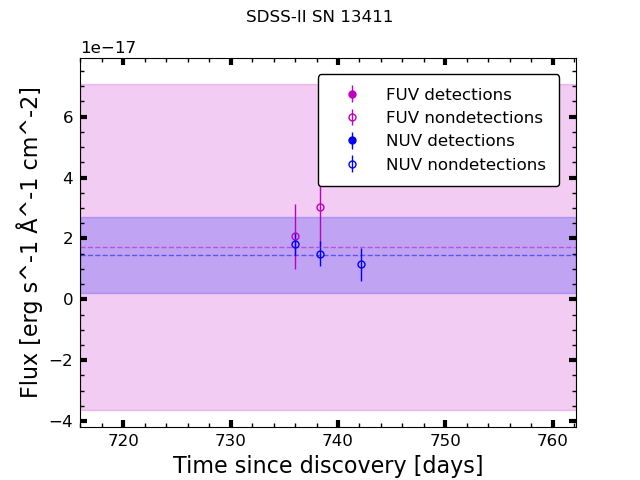 SDSS-II SN 13411
1e−17
FUV detections
FUV nondetections
NUV detections
NUV nondetections
6
4
2
0
−2
−4
Flux [erg s^-1 Å^-1 cm^-2]
720
730
740
750
760
Time since discovery [days]